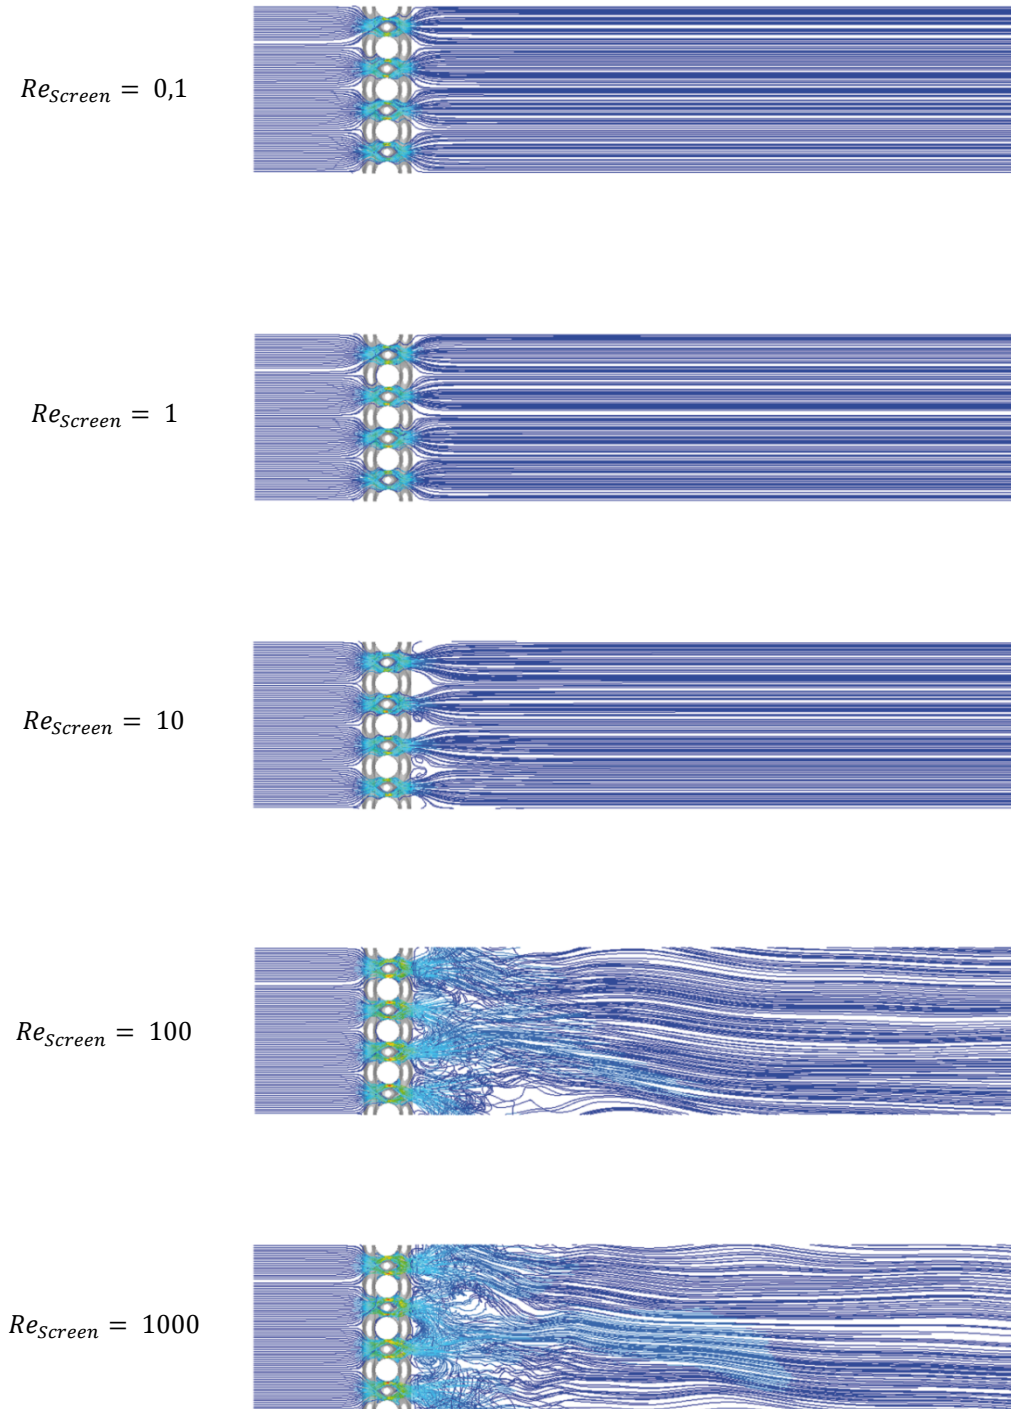 Re_Screen = 0,1
Re_Screen = 1
Re_Screen = 10
Re_Screen = 100
Re_Screen = 1000